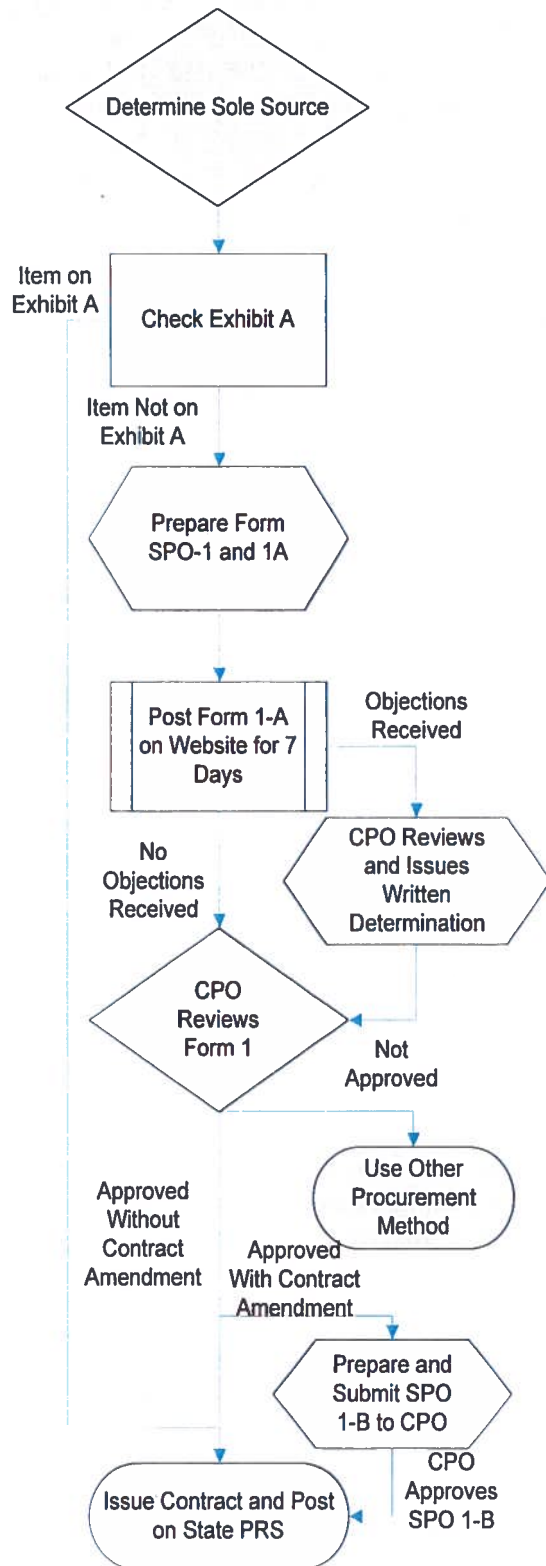 Determine Sole Source
Item on
Exhibit A
Check Exhibit A
Item Not on
Exhibit A
Prepare Form
SPO-1 and 1A
Post Form 1-A
on Website for 7
Days
Objections
Received
No
Objections
Received
CPO Reviews
and Issues
Written
Determination
CPO
Reviews
Form 1
Not
Approved
Use Other
Procurement
Method
Approved
Without
Contract
Amendment
Approved
With Contract
Amendment
Prepare and
Submit SPO
1-B to CPO
CPO
Approves
SPO 1-B
Issue Contract and Post
on State PRS